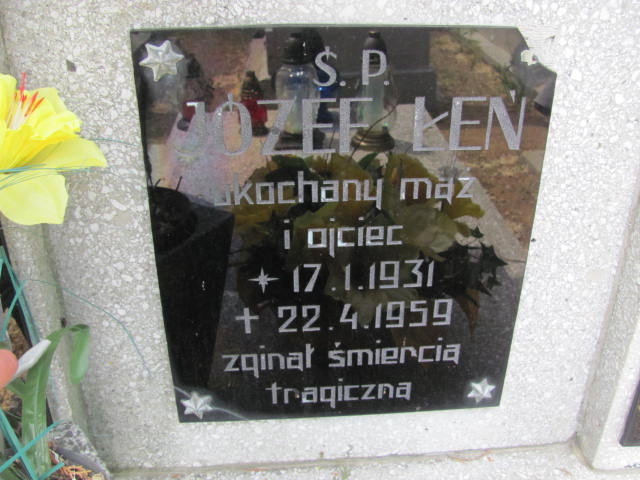 Ś. P.
JÓZEF ŁEŃ
ukochany mąż
i ojciec
* 17.1.1931
+ 22.4.1959
zginął śmiercią
tragiczną